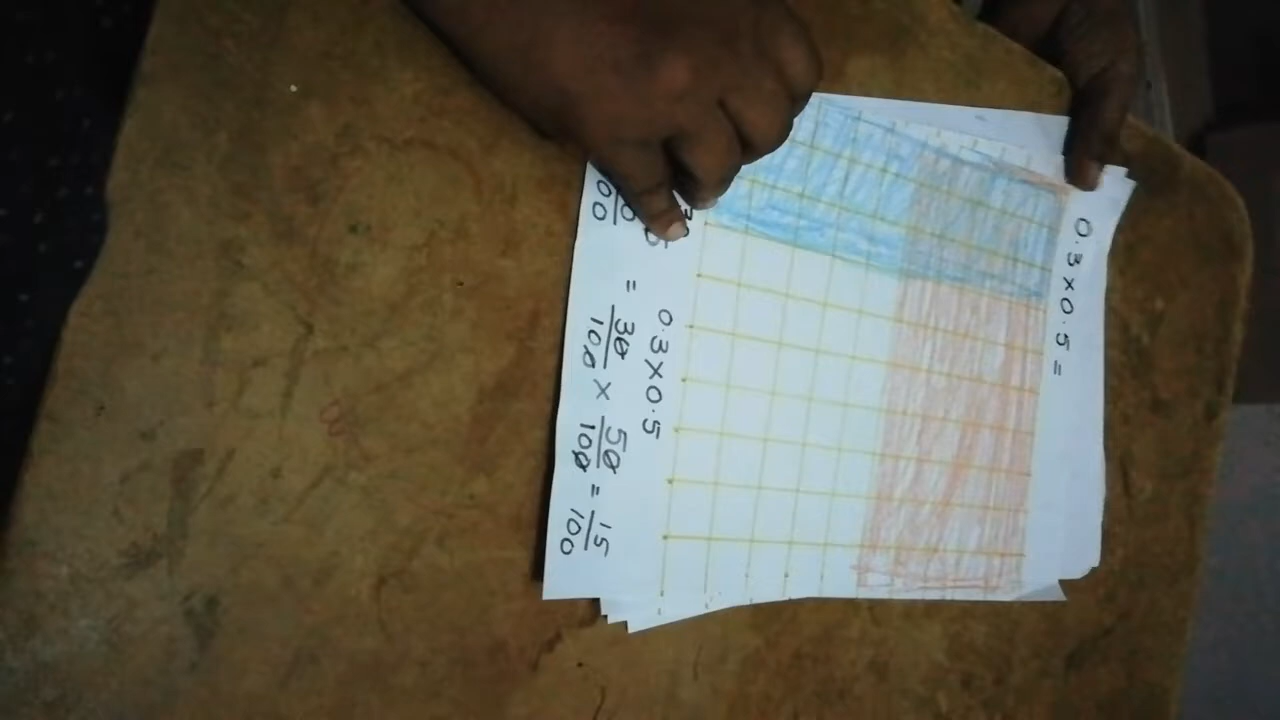 0.3 × 0.5 =
0.3 × 0.5
= 30/100 × 50/100 = 15/100